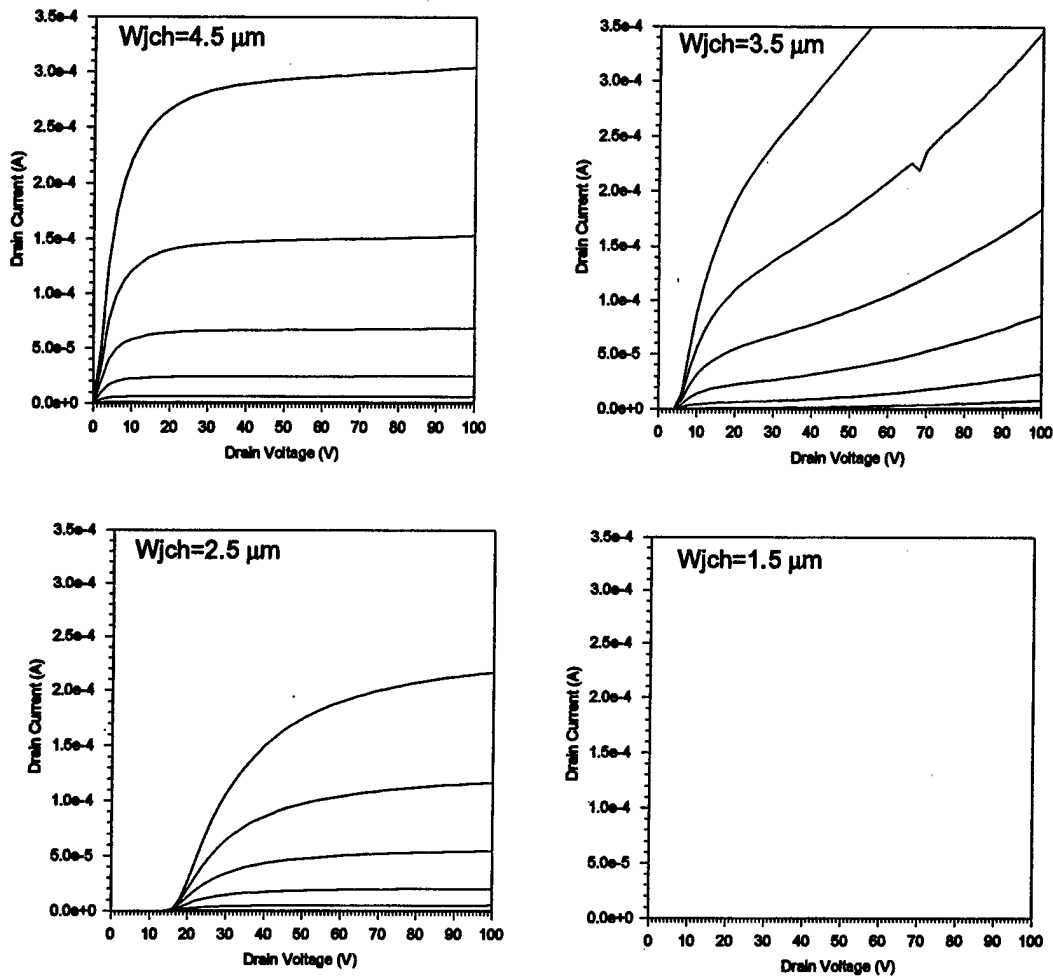 Wjch=4.5 μm
3.5e-4
3.0e-4
2.5e-4
2.0e-4
1.5e-4
1.0e-4
5.0e-5
0.0e+0
Drain Current (A)
0 10 20 30 40 50 60 70 80 90 100
Drain Voltage (V)
Wjch=3.5 μm
3.5e-4
3.0e-4
2.5e-4
2.0e-4
1.5e-4
1.0e-4
5.0e-5
0.0e+0
Drain Current (A)
0 10 20 30 40 50 60 70 80 90 100
Drain Voltage (V)
Wjch=2.5 μm
3.5e-4
3.0e-4
2.5e-4
2.0e-4
1.5e-4
1.0e-4
5.0e-5
0.0e+0
Drain Current (A)
0 10 20 30 40 50 60 70 80 90 100
Drain Voltage (V)
Wjch=1.5 μm
3.5e-4
3.0e-4
2.5e-4
2.0e-4
1.5e-4
1.0e-4
5.0e-5
0.0e+0
Drain Current (A)
0 10 20 30 40 50 60 70 80 90 100
Drain Voltage (V)